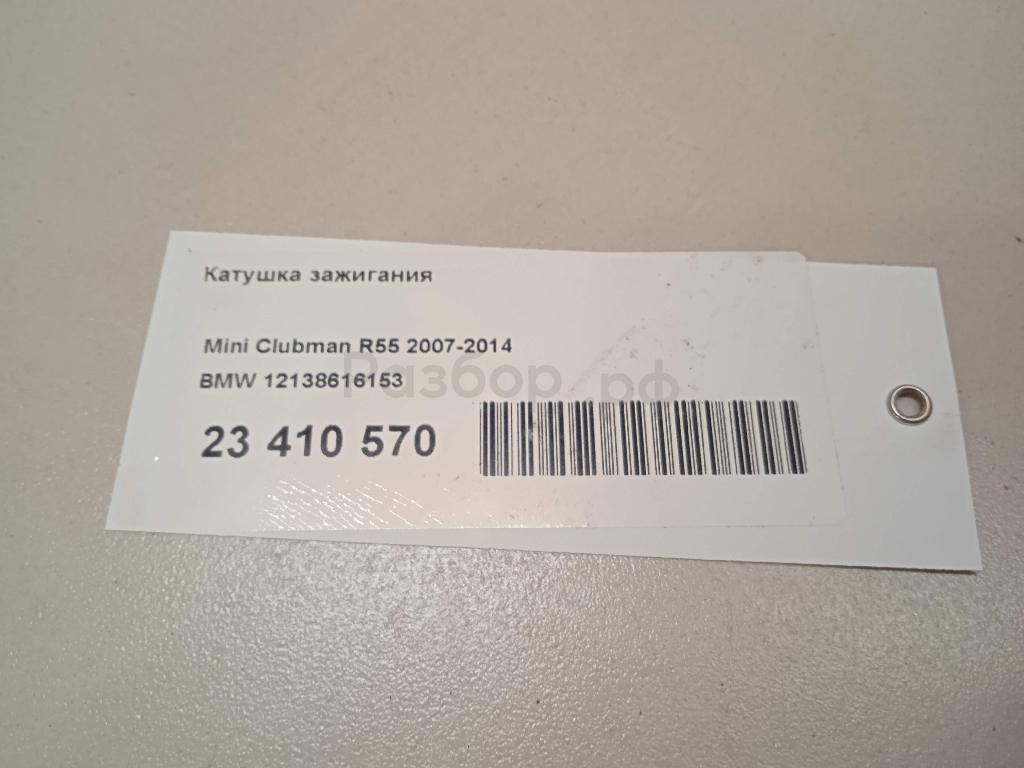 Катушка зажигания
Mini Clubman R55 2007-2014
Разбор.рф
BMW 12138616153
23 410 570